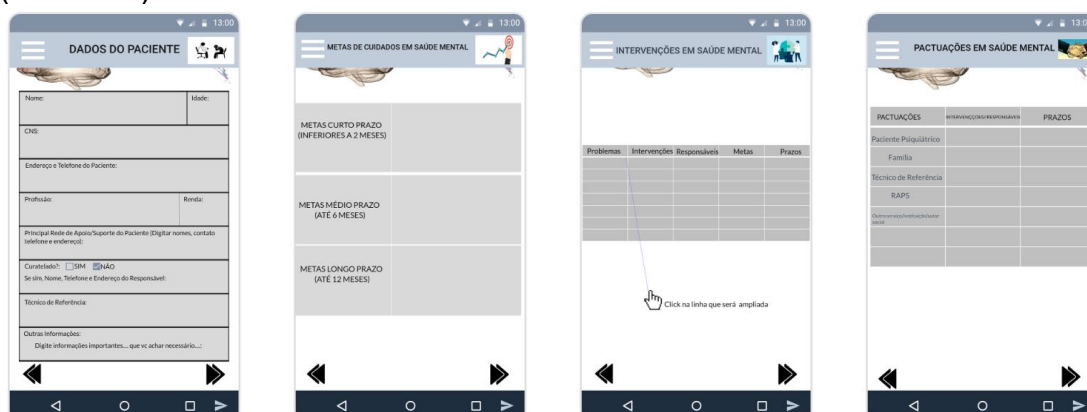 13:00
DADOS DO PACIENTE
Nome:
Idade:
CNS:
Endereço e Telefone do Paciente:
Profissão:
Renda:
Principal Rede de Apoio/Suporte do Paciente (Digitar nomes, contato
telefone e endereço):
Curatelado?: SIM NÃO
Se sim, Nome, Telefone e Endereço do Responsável:
Técnico de Referência:
Outras Informações:
Digite informações importantes.... que vc achar necessário....:
13:00
METAS DE CUIDADOS EM SAÚDE MENTAL
METAS CURTO PRAZO
(INFERIORES A 2 MESES)
METAS MÉDIO PRAZO
(ATÉ 6 MESES)
METAS LONGO PRAZO
(ATÉ 12 MESES)
13:00
INTERVENÇÕES EM SAÚDE MENTAL
Problemas Intervenções Responsáveis Metas Prazos
Click na linha que será ampliada
13:00
PACTUAÇÕES EM SAÚDE MENTAL
PACTUAÇÕES
PRAZOS
Paciente Psiquiátrico
Família
Técnico de Referência
RAPS